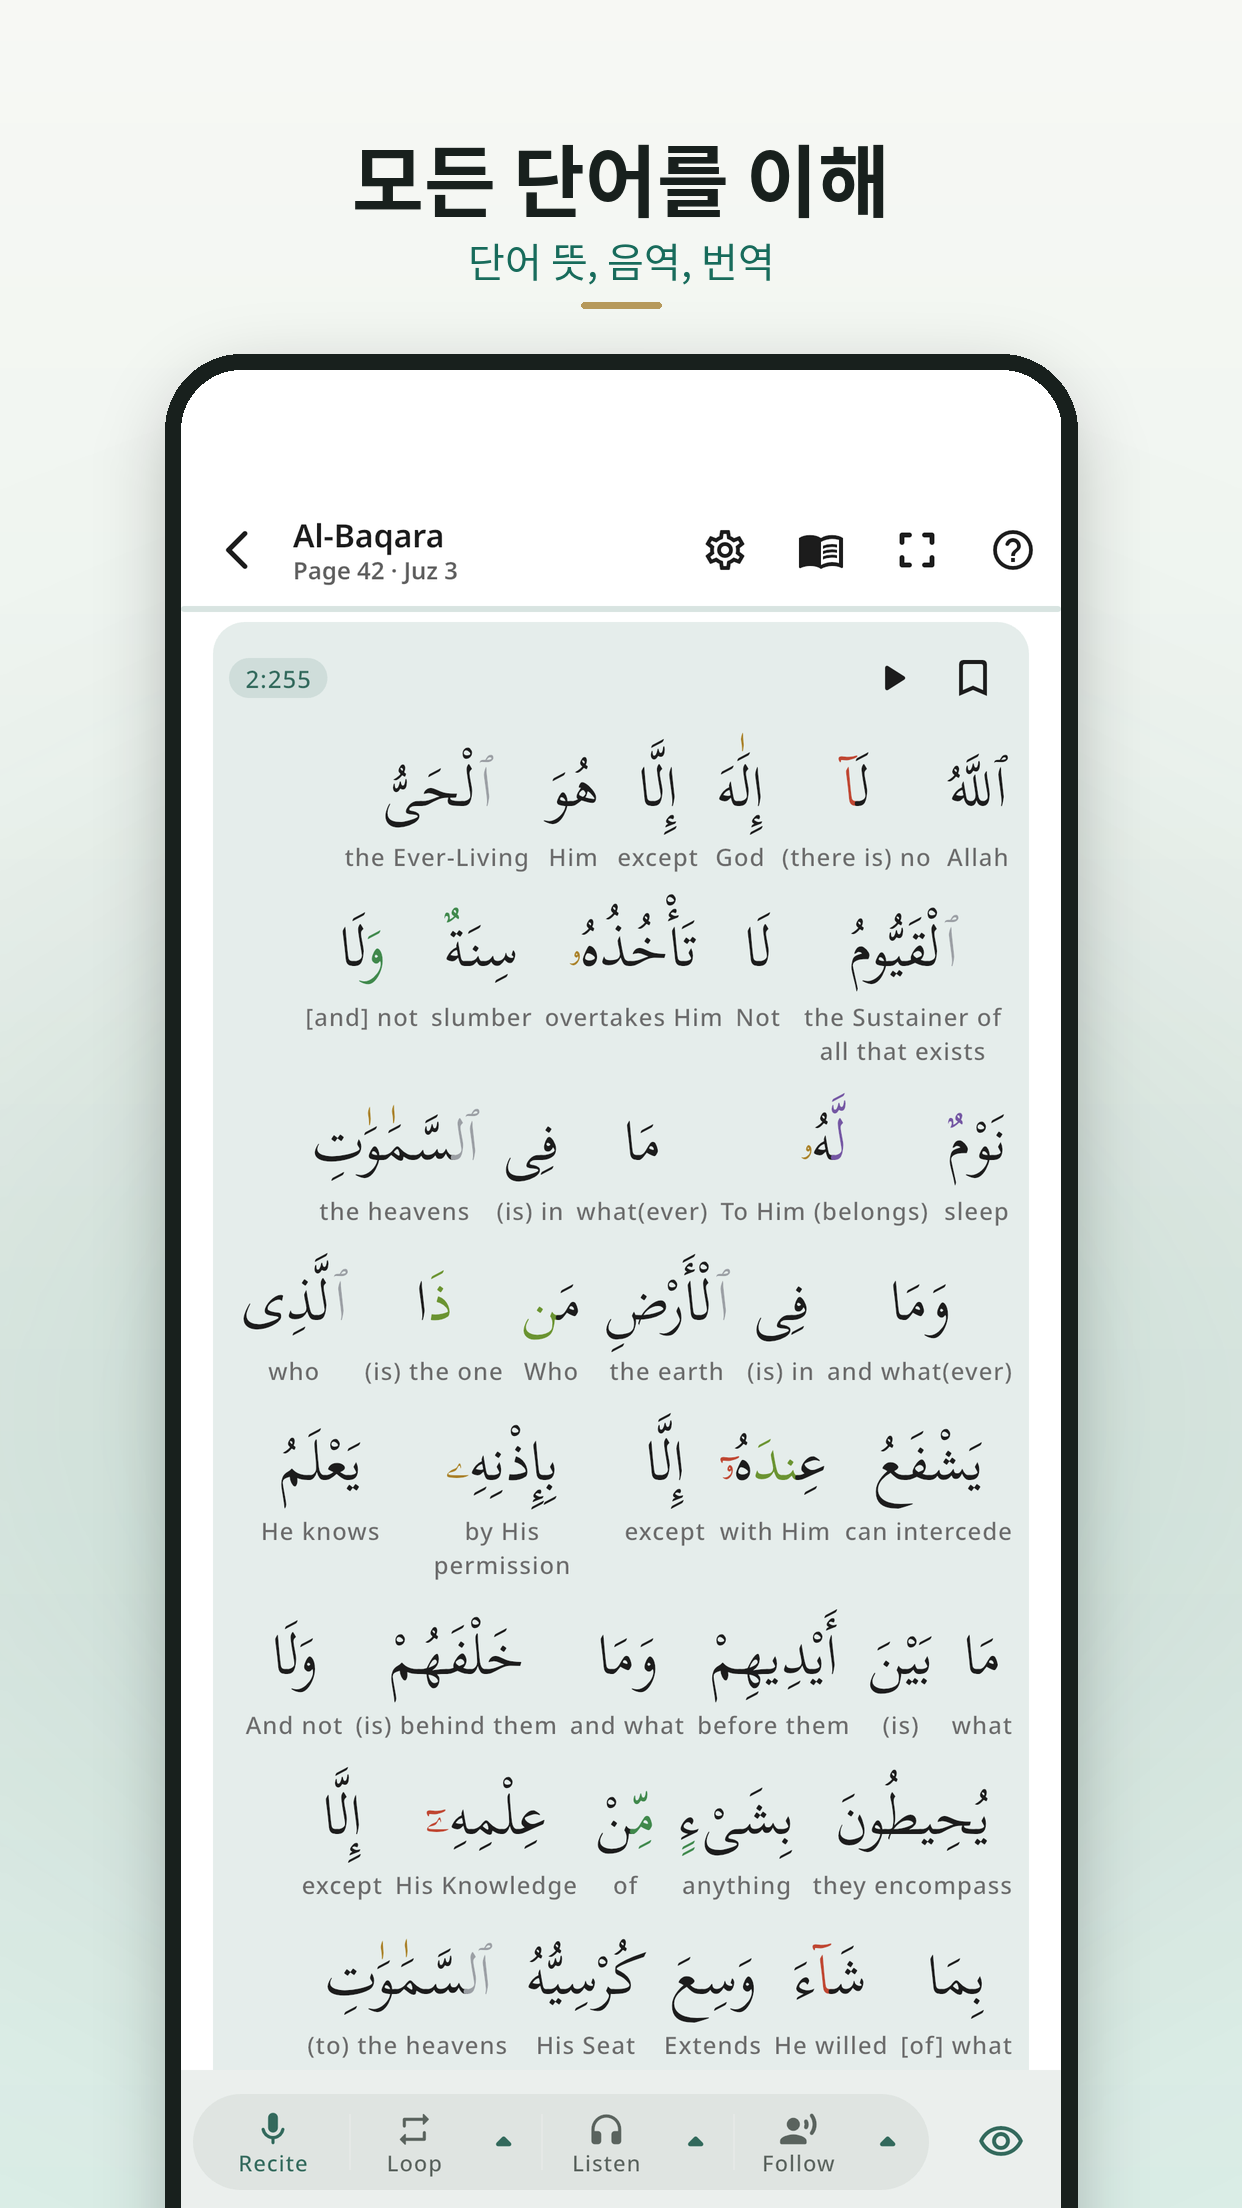 모든 단어를 이해
단어 뜻, 음역, 번역
Al-Baqara
Page 42 · Juz 3
2:255
ٱللَّهُ لَآ إِلَٰهَ إِلَّا هُوَ ٱلْحَىُّ
the Ever-Living Him except God (there is) no Allah
ٱلْقَيُّومُ لَا تَأْخُذُهُۥ سِنَةٌ وَلَا
[and] not slumber overtakes Him Not the Sustainer of
all that exists
نَوْمٌ لَّهُۥ مَا فِى ٱلسَّمَٰوَٰتِ
the heavens (is) in what(ever) To Him (belongs) sleep
وَمَا فِى ٱلْأَرْضِ مَن ذَا ٱلَّذِى
who (is) the one Who the earth (is) in and what(ever)
يَشْفَعُ عِندَهُۥٓ إِلَّا بِإِذْنِهِۦ يَعْلَمُ
He knows by His except with Him can intercede
permission
مَا بَيْنَ أَيْدِيهِمْ وَمَا خَلْفَهُمْ وَلَا
And not (is) behind them and what before them (is) what
يُحِيطُونَ بِشَىْءٍ مِّنْ عِلْمِهِۦٓ إِلَّا
except His Knowledge of anything they encompass
بِمَا شَآءَ وَسِعَ كُرْسِيُّهُ ٱلسَّمَٰوَٰتِ
(to) the heavens His Seat Extends He willed [of] what
Recite Loop Listen Follow